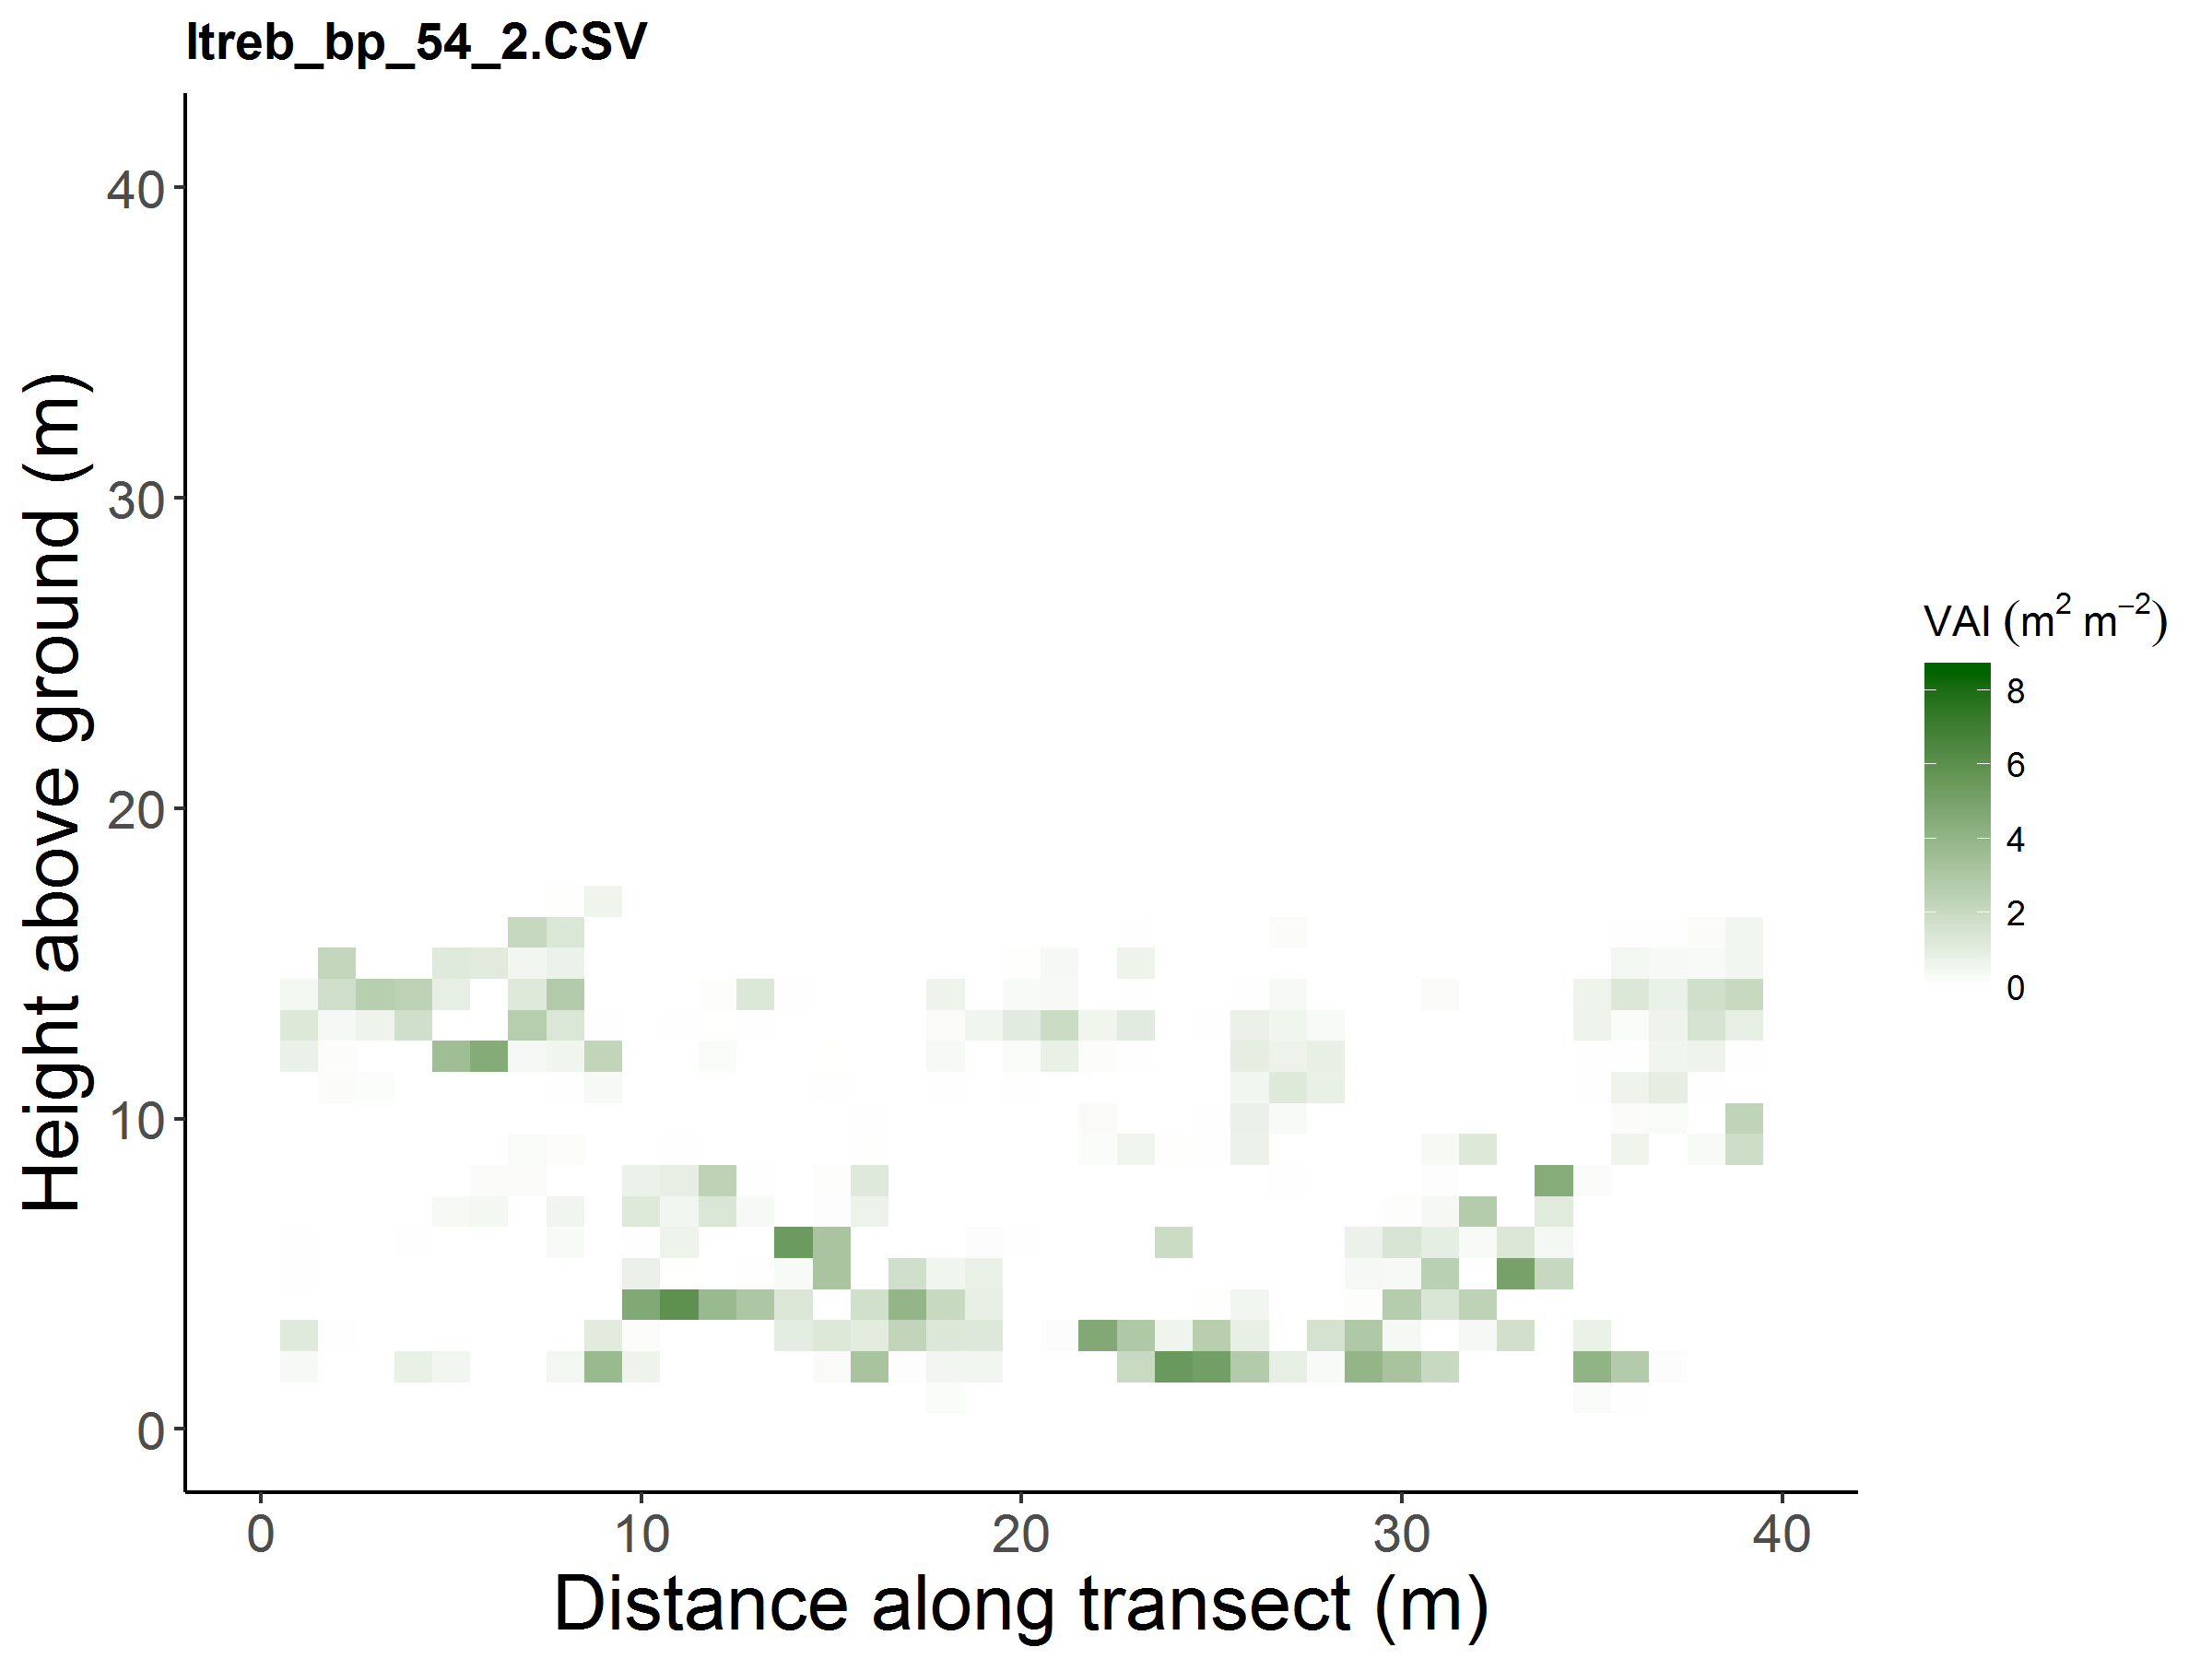 ltreb_bp_54_2.CSV
Height above ground (m)
40
30
20
10
0
0 10 20 30 40
Distance along transect (m)
VAI (m² m⁻²)
8
6
4
2
0